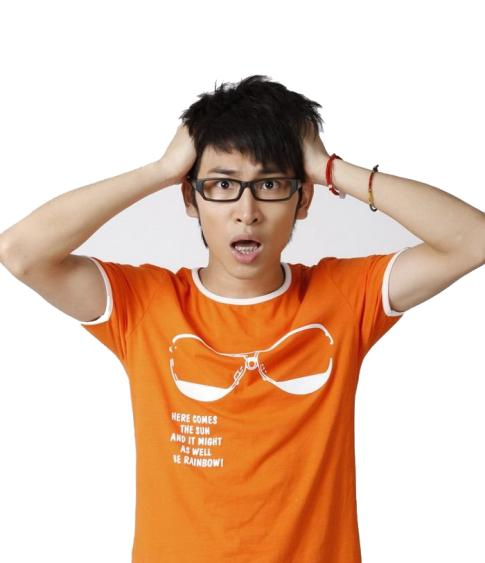 HERE COMES
THE SUN
AND IT MIGHT
AS WELL
BE RAINBOW!